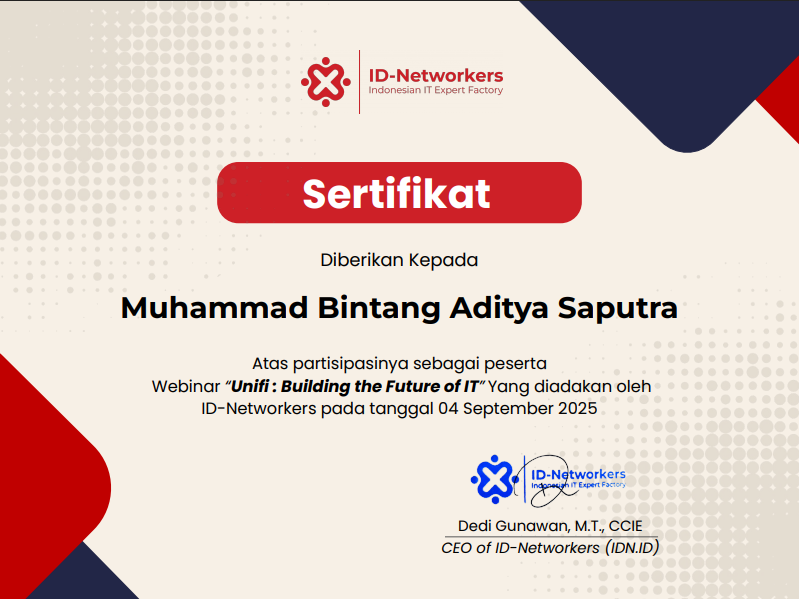 ID-Networkers
Indonesian IT Expert Factory
Sertifikat
Diberikan Kepada
Muhammad Bintang Aditya Saputra
Atas partisipasinya sebagai peserta
Webinar “Unifi : Building the Future of IT” Yang diadakan oleh
ID-Networkers pada tanggal 04 September 2025
ID-Networkers
Indonesian IT Expert Factory
Dedi Gunawan, M.T., CCIE
CEO of ID-Networkers (IDN.ID)